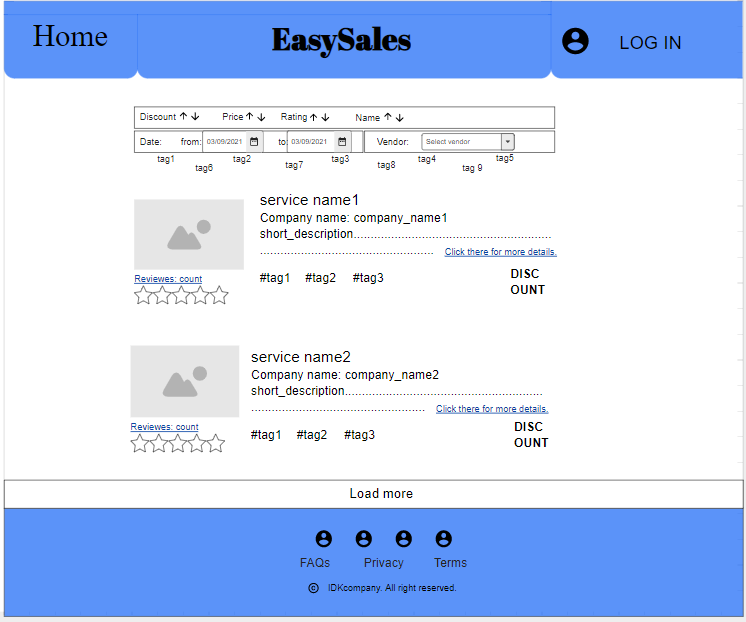 Home
EasySales
LOG IN
Discount Price Rating Name
Date: from: 03/09/2021 to: 03/09/2021 Vendor: Select vendor
tag1 tag2 tag3 tag4 tag5
tag6 tag7 tag8 tag 9
service name1
Company name: company_name1
short_description..........................................................
................................................... Click there for more details.
Reviewes: count
#tag1 #tag2 #tag3
DISC
OUNT
service name2
Company name: company_name2
short_description..........................................................
................................................... Click there for more details.
Reviewes: count
#tag1 #tag2 #tag3
DISC
OUNT
Load more
FAQs Privacy Terms
© IDKcompany. All right reserved.